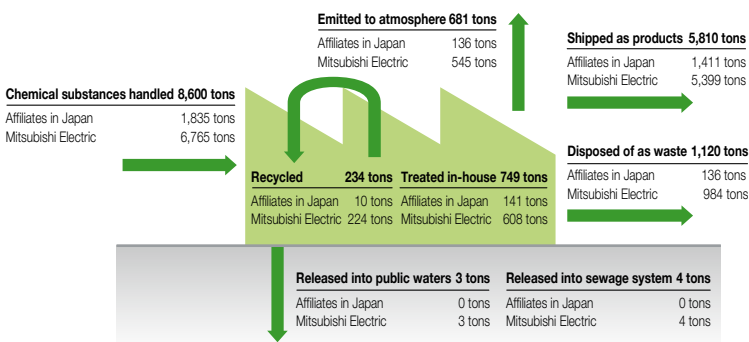 Emitted to atmosphere 681 tons
Affiliates in Japan 136 tons
Mitsubishi Electric 545 tons
Shipped as products 5,810 tons
Affiliates in Japan 1,411 tons
Mitsubishi Electric 5,399 tons
Chemical substances handled 8,600 tons
Affiliates in Japan 1,835 tons
Mitsubishi Electric 6,765 tons
Disposed of as waste 1,120 tons
Affiliates in Japan 136 tons
Mitsubishi Electric 984 tons
Recycled 234 tons
Affiliates in Japan 10 tons
Mitsubishi Electric 224 tons
Treated in-house 749 tons
Affiliates in Japan 141 tons
Mitsubishi Electric 608 tons
Released into public waters 3 tons
Affiliates in Japan 0 tons
Mitsubishi Electric 3 tons
Released into sewage system 4 tons
Affiliates in Japan 0 tons
Mitsubishi Electric 4 tons